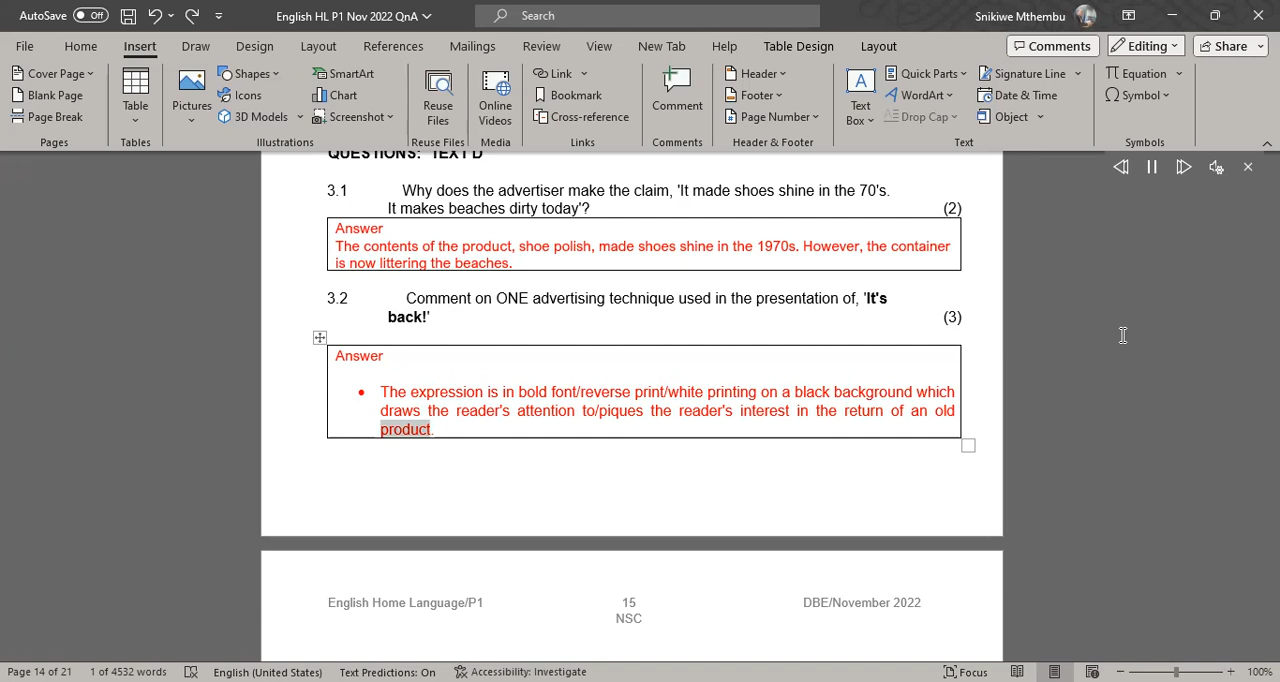 AutoSave Off English HL P1 Nov 2022 QnA Search Snikiwe Mthembu
File Home Insert Draw Design Layout References Mailings Review View New Tab Help Table Design Layout Comments Editing Share
Cover Page
Blank Page
Page Break
Pages
Table
Tables
Pictures
Shapes
Icons
3D Models
SmartArt
Chart
Screenshot
Illustrations
Reuse
Files
Reuse Files
Online
Videos
Media
Link
Bookmark
Cross-reference
Links
Comment
Comments
Header
Footer
Page Number
Header & Footer
A
Text
Box
Quick Parts
WordArt
Drop Cap
Signature Line
Date & Time
Object
Text
Equation
Symbol
Symbols
QUESTIONS: TEXT D
3.1 Why does the advertiser make the claim, 'It made shoes shine in the 70's.
It makes beaches dirty today'? (2)
Answer
The contents of the product, shoe polish, made shoes shine in the 1970s. However, the container
is now littering the beaches.
3.2 Comment on ONE advertising technique used in the presentation of, 'It's
back!' (3)
Answer
• The expression is in bold font/reverse print/white printing on a black background which
draws the reader's attention to/piques the reader's interest in the return of an old
product.
English Home Language/P1 15 DBE/November 2022
NSC
Page 14 of 21 1 of 4532 words English (United States) Text Predictions: On Accessibility: Investigate Focus 100%